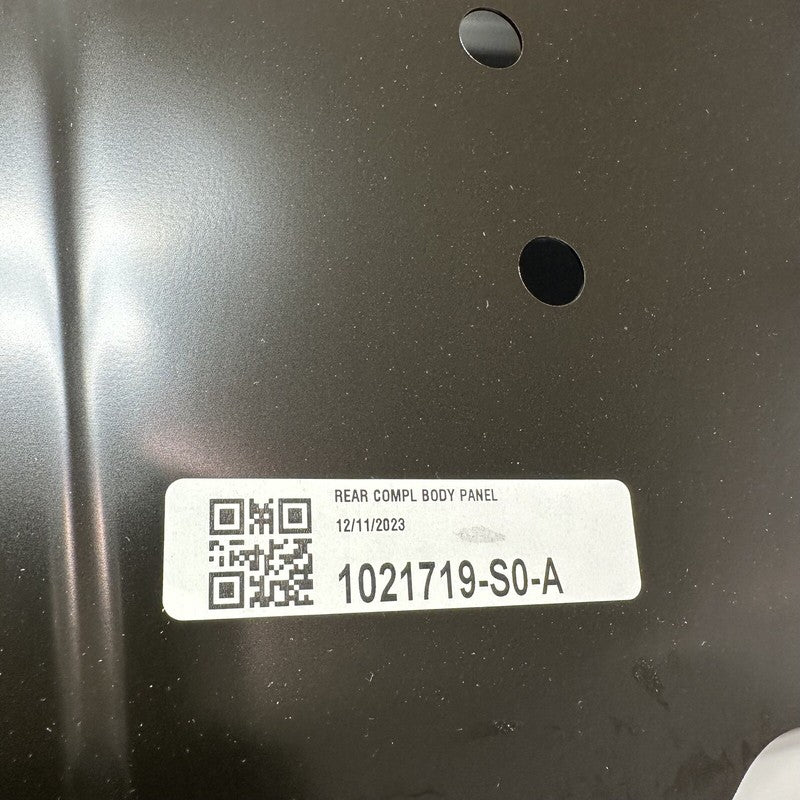 REAR COMPL BODY PANEL
12/11/2023
1021719-S0-A